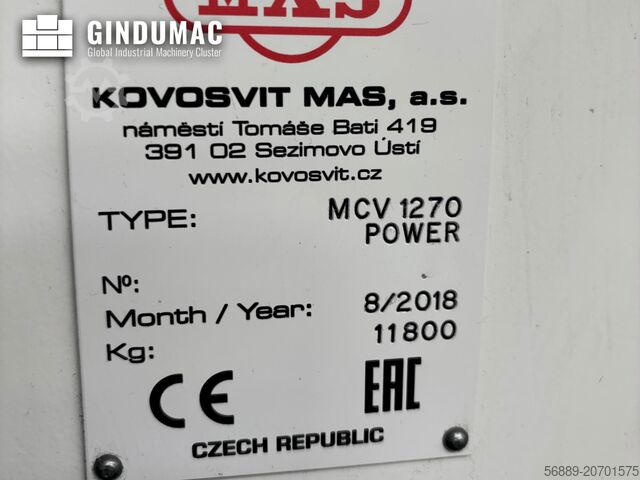 GINDUMAC
Global Industrial Machinery Cluster
MAS
KOVOSVIT MAS, a.s.
náměstí Tomáše Bati 419
391 02 Sezimovo Ústí
www.kovosvit.cz
TYPE: MCV 1270
POWER
Nº:
Month / Year: 8/2018
Kg: 11800
CE EAC
CZECH REPUBLIC
56889-20701575